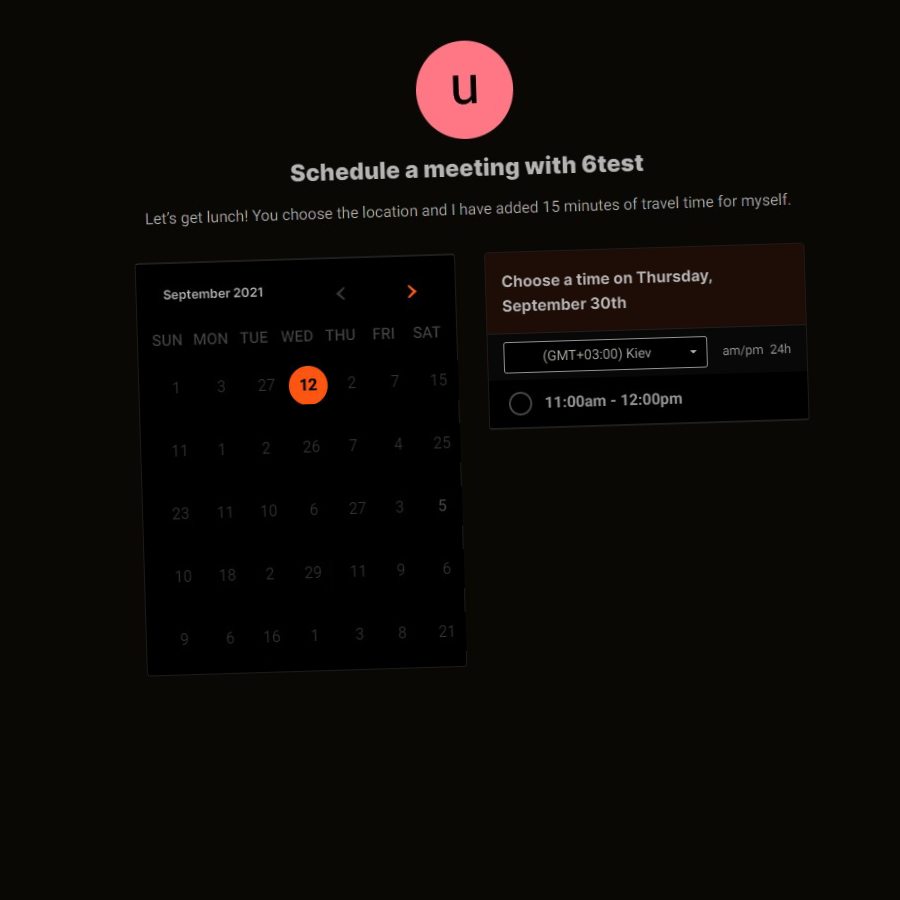 u
Schedule a meeting with 6test
Let's get lunch! You choose the location and I have added 15 minutes of travel time for myself.
September 2021
SUN MON TUE WED THU FRI SAT
1 3 27 12 2 7 15
11 1 2 26 7 4 25
23 11 10 6 27 3 5
10 18 2 29 11 9 6
9 6 16 1 3 8 21
Choose a time on Thursday,
September 30th
(GMT+03:00) Kiev am/pm 24h
11:00am - 12:00pm